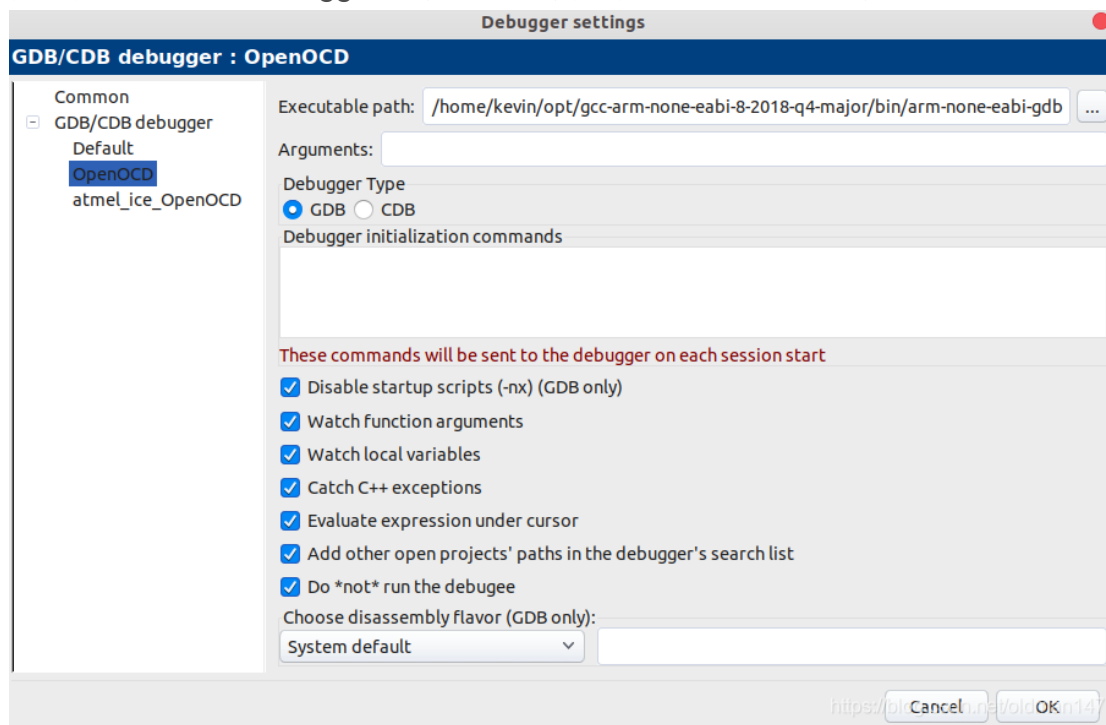 Debugger settings
GDB/CDB debugger : OpenOCD
Common
GDB/CDB debugger
Default
OpenOCD
atmel_ice_OpenOCD
Executable path: /home/kevin/opt/gcc-arm-none-eabi-8-2018-q4-major/bin/arm-none-eabi-gdb ...
Arguments:
Debugger Type
GDB CDB
Debugger initialization commands
These commands will be sent to the debugger on each session start
Disable startup scripts (-nx) (GDB only)
Watch function arguments
Watch local variables
Catch C++ exceptions
Evaluate expression under cursor
Add other open projects' paths in the debugger's search list
Do *not* run the debugee
Choose disassembly flavor (GDB only):
System default
Cancel OK